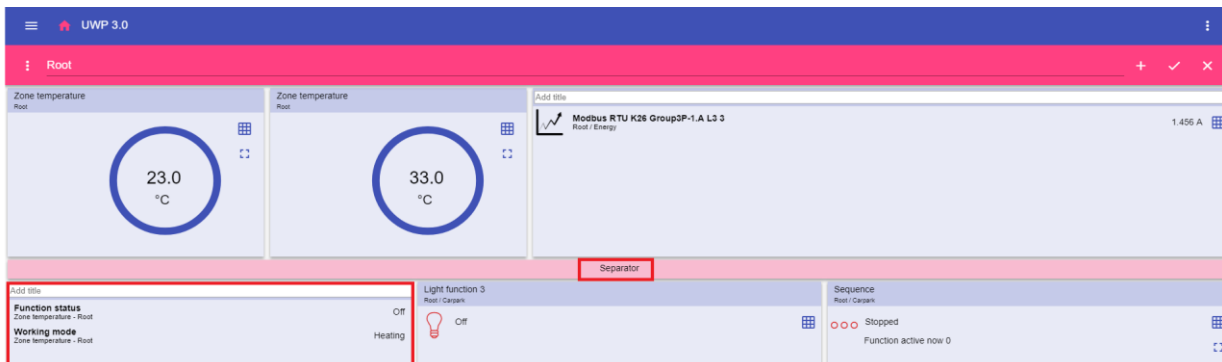 UWP 3.0
Root
Zone temperature
Root
23.0
°C
Zone temperature
Root
33.0
°C
Add title
Modbus RTU K26 Group3P-1.A L3 3
Root / Energy
1.456 A
Separator
Add title
Function status
Zone temperature - Root
Off
Working mode
Zone temperature - Root
Heating
Light function 3
Root / Carpark
Off
Sequence
Root / Carpark
Stopped
Function active now 0